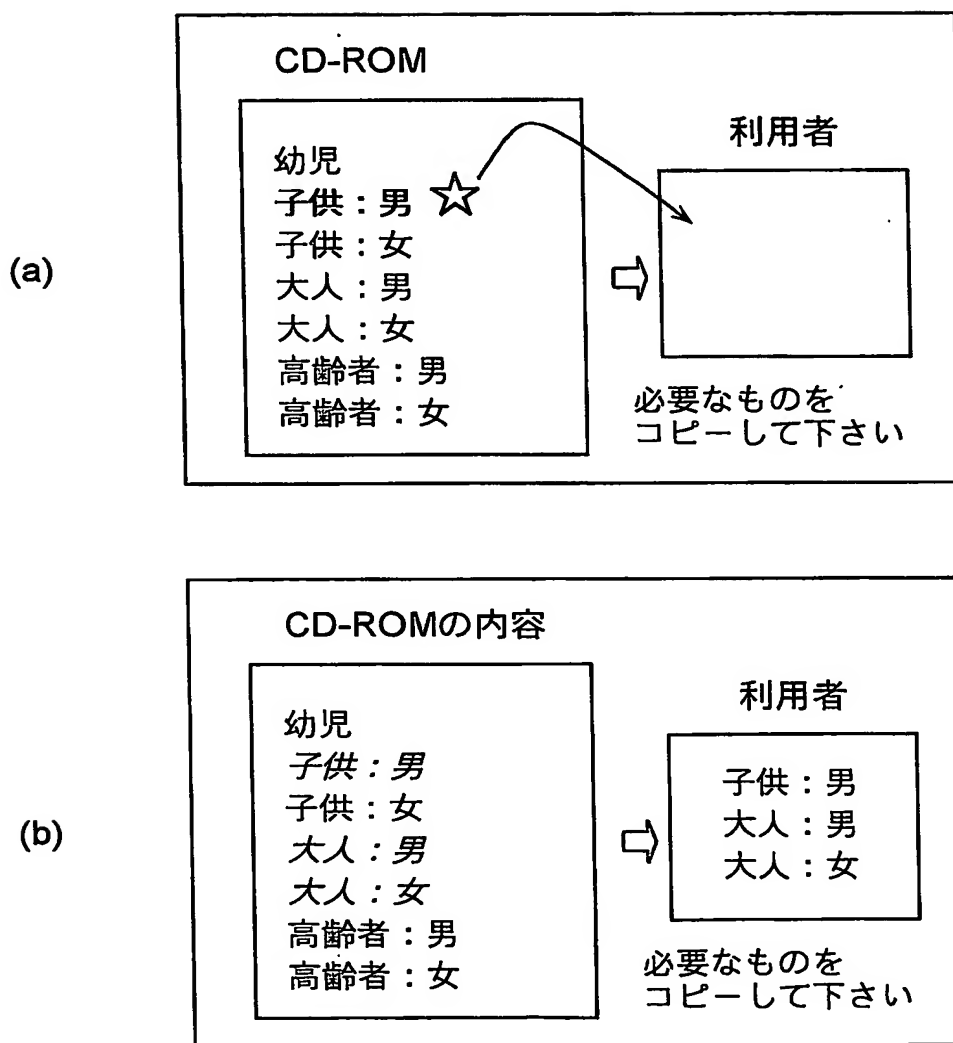 (a)
CD-ROM
幼児
子供：男
子供：女
大人：男
大人：女
高齢者：男
高齢者：女
利用者
必要なものを
コピーして下さい
(b)
CD-ROMの内容
幼児
子供：男
子供：女
大人：男
大人：女
高齢者：男
高齢者：女
利用者
子供：男
大人：男
大人：女
必要なものを
コピーして下さい